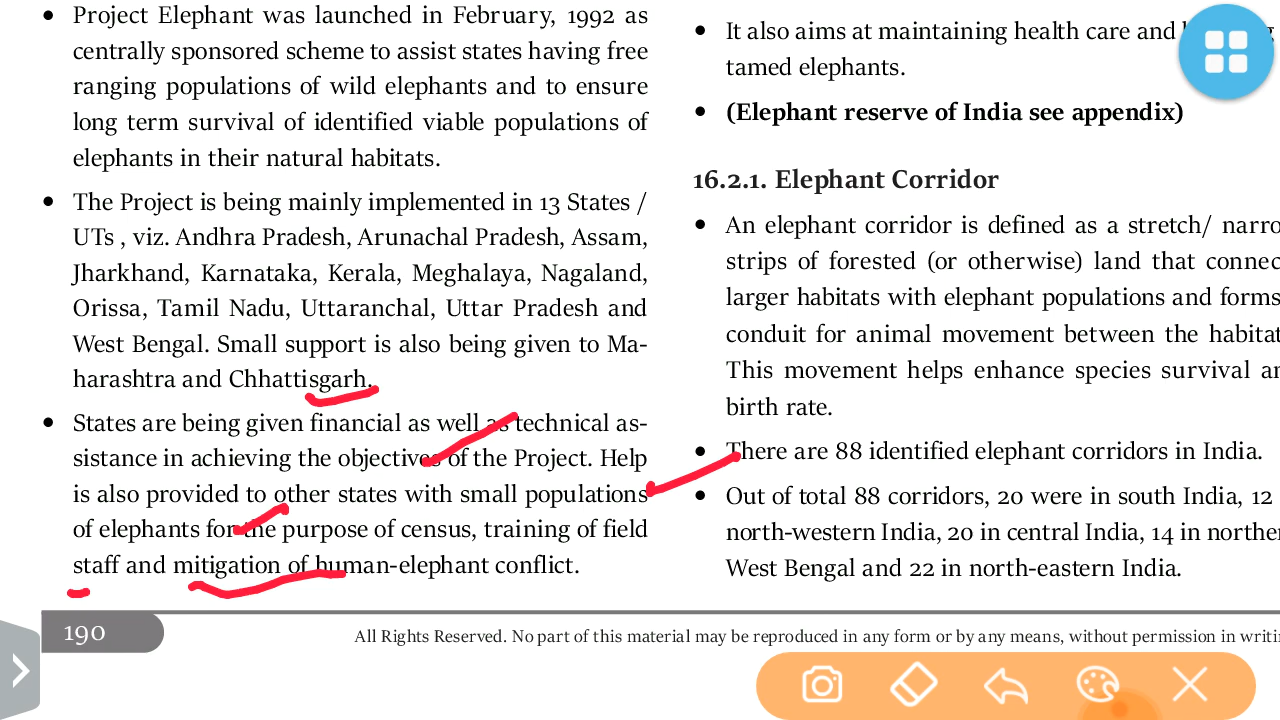 Project Elephant was launched in February, 1992 as
centrally sponsored scheme to assist states having free
ranging populations of wild elephants and to ensure
long term survival of identified viable populations of
elephants in their natural habitats.
The Project is being mainly implemented in 13 States /
UTs , viz. Andhra Pradesh, Arunachal Pradesh, Assam,
Jharkhand, Karnataka, Kerala, Meghalaya, Nagaland,
Orissa, Tamil Nadu, Uttaranchal, Uttar Pradesh and
West Bengal. Small support is also being given to Ma-
harashtra and Chhattisgarh.
States are being given financial as well as technical as-
sistance in achieving the objectives of the Project. Help
is also provided to other states with small populations
of elephants for the purpose of census, training of field
staff and mitigation of human-elephant conflict.
It also aims at maintaining health care and
tamed elephants.
(Elephant reserve of India see appendix)
16.2.1. Elephant Corridor
An elephant corridor is defined as a stretch/ narro
strips of forested (or otherwise) land that connec
larger habitats with elephant populations and forms
conduit for animal movement between the habitat
This movement helps enhance species survival an
birth rate.
There are 88 identified elephant corridors in India.
Out of total 88 corridors, 20 were in south India, 12
north-western India, 20 in central India, 14 in norther
West Bengal and 22 in north-eastern India.
190
All Rights Reserved. No part of this material may be reproduced in any form or by any means, without permission in writi